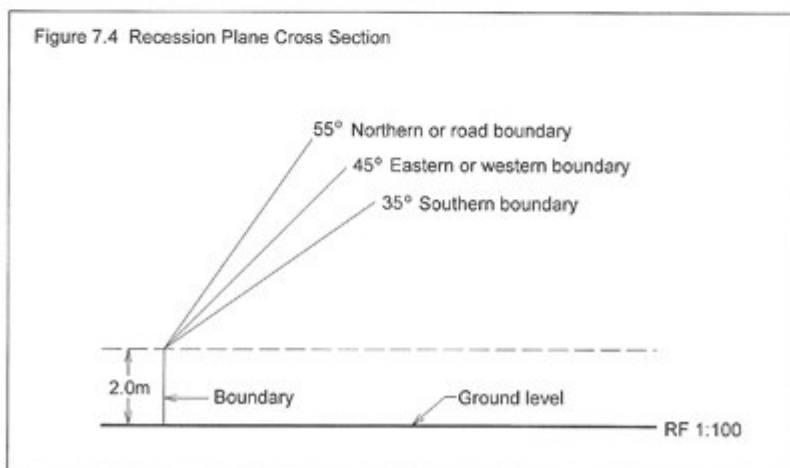 Figure 7.4 Recession Plane Cross Section
55° Northern or road boundary
45° Eastern or western boundary
35° Southern boundary
2.0m
Boundary
Ground level
RF 1:100